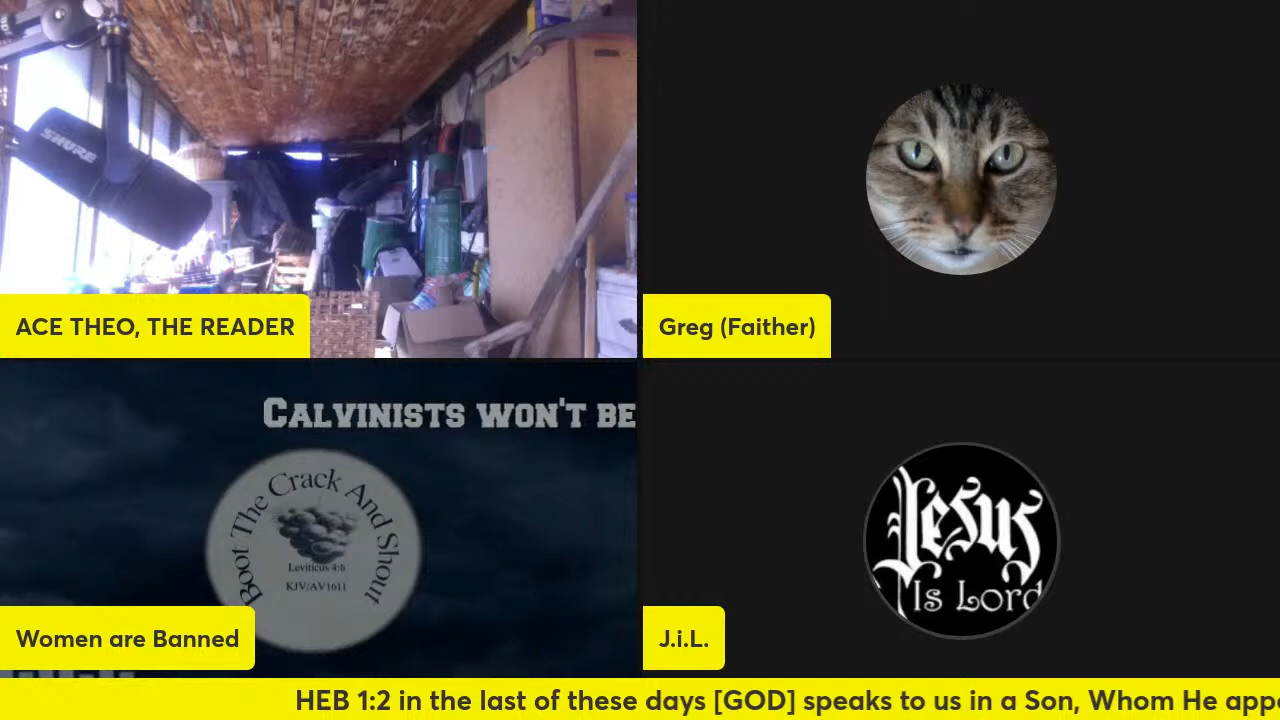 SHURE
ACE THEO, THE READER
Greg (Faither)
CALVINISTS WON'T BE
Boot The Crack And Shout
Leviticus 4:6
KJV/AV1611
Women are Banned
Jesus
Is Lord
J.i.L.
HEB 1:2 in the last of these days [GOD] speaks to us in a Son, Whom He appo